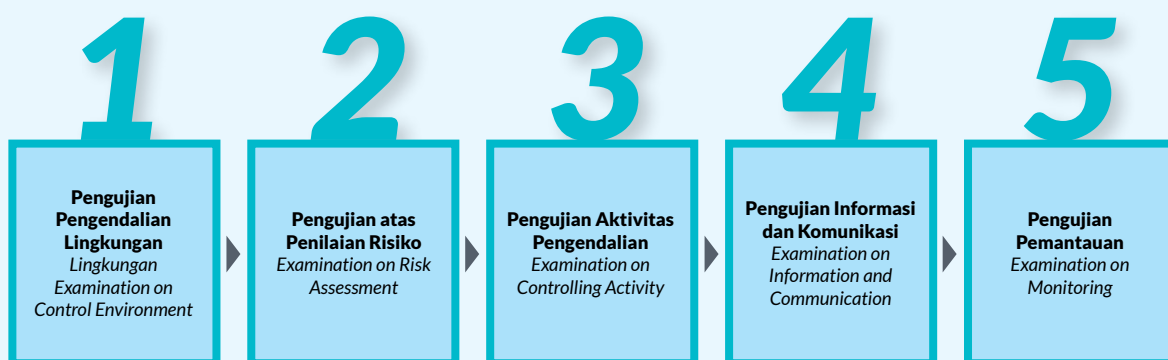 1
Pengujian
Pengendalian
Lingkungan
Lingkungan
Examination on
Control Environment
2
Pengujian atas
Penilaian Risiko
Examination on Risk
Assessment
3
Pengujian Aktivitas
Pengendalian
Examination on
Controlling Activity
4
Pengujian Informasi
dan Komunikasi
Examination on
Information and
Communication
5
Pengujian
Pemantauan
Examination on
Monitoring